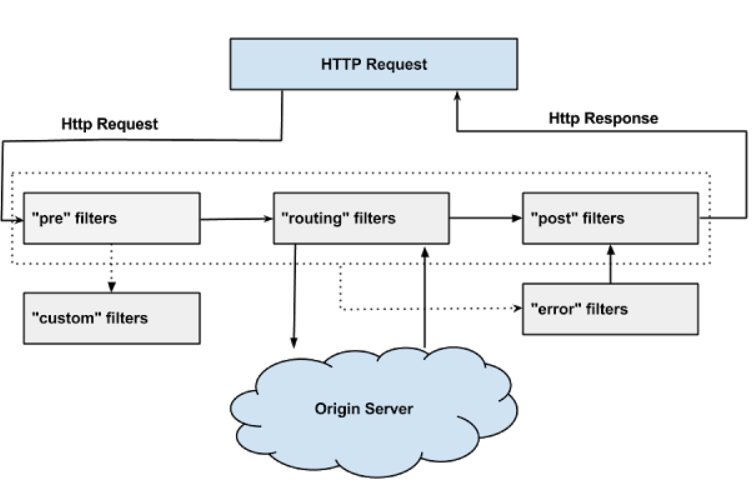 HTTP Request
Http Request
Http Response
"pre" filters
"routing" filters
"post" filters
"custom" filters
"error" filters
Origin Server